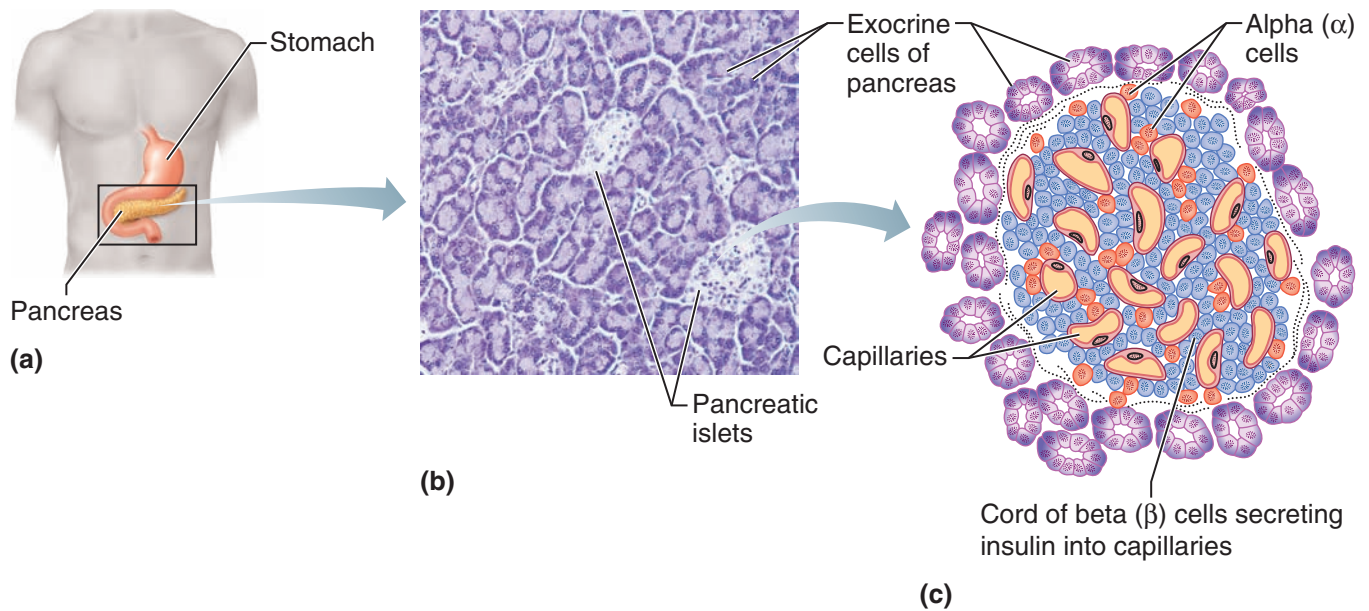 Stomach
Pancreas
(a)
Exocrine
cells of
pancreas
Pancreatic
islets
(b)
Alpha (α)
cells
Capillaries
Cord of beta (β) cells secreting
insulin into capillaries
(c)